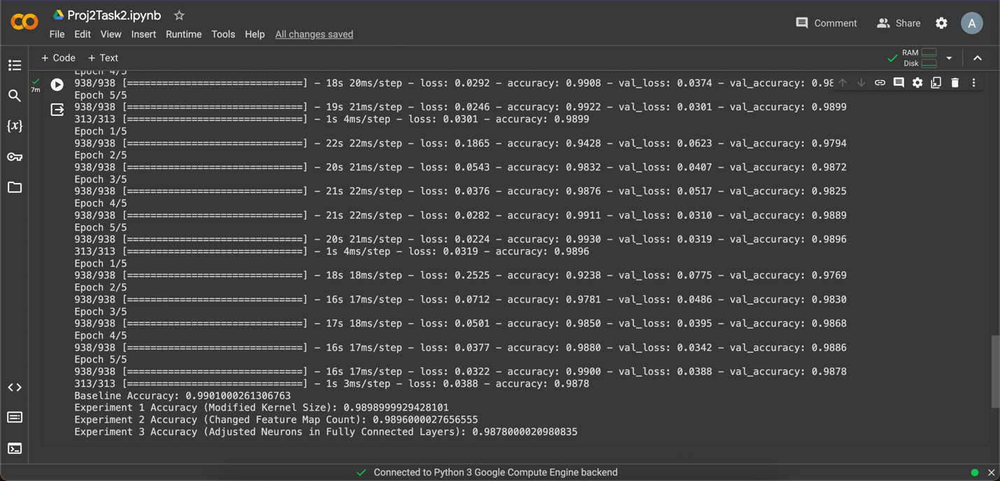 Proj2Task2.ipynb
File Edit View Insert Runtime Tools Help All changes saved
Comment
Share
A
+ Code + Text
RAM
Disk
Epoch 4/5
7m
938/938 [==============================] - 18s 20ms/step - loss: 0.0292 - accuracy: 0.9908 - val_loss: 0.0374 - val_accuracy: 0.98
Epoch 5/5
938/938 [==============================] - 19s 21ms/step - loss: 0.0246 - accuracy: 0.9922 - val_loss: 0.0301 - val_accuracy: 0.9899
313/313 [==============================] - 1s 4ms/step - loss: 0.0301 - accuracy: 0.9899
Epoch 1/5
938/938 [==============================] - 22s 22ms/step - loss: 0.1865 - accuracy: 0.9428 - val_loss: 0.0623 - val_accuracy: 0.9794
Epoch 2/5
938/938 [==============================] - 20s 21ms/step - loss: 0.0543 - accuracy: 0.9832 - val_loss: 0.0407 - val_accuracy: 0.9872
Epoch 3/5
938/938 [==============================] - 21s 22ms/step - loss: 0.0376 - accuracy: 0.9876 - val_loss: 0.0517 - val_accuracy: 0.9825
Epoch 4/5
938/938 [==============================] - 21s 22ms/step - loss: 0.0282 - accuracy: 0.9911 - val_loss: 0.0310 - val_accuracy: 0.9889
Epoch 5/5
938/938 [==============================] - 20s 21ms/step - loss: 0.0224 - accuracy: 0.9930 - val_loss: 0.0319 - val_accuracy: 0.9896
313/313 [==============================] - 1s 4ms/step - loss: 0.0319 - accuracy: 0.9896
Epoch 1/5
938/938 [==============================] - 18s 18ms/step - loss: 0.2525 - accuracy: 0.9238 - val_loss: 0.0775 - val_accuracy: 0.9769
Epoch 2/5
938/938 [==============================] - 16s 17ms/step - loss: 0.0712 - accuracy: 0.9781 - val_loss: 0.0486 - val_accuracy: 0.9830
Epoch 3/5
938/938 [==============================] - 17s 18ms/step - loss: 0.0501 - accuracy: 0.9850 - val_loss: 0.0395 - val_accuracy: 0.9868
Epoch 4/5
938/938 [==============================] - 16s 17ms/step - loss: 0.0377 - accuracy: 0.9880 - val_loss: 0.0342 - val_accuracy: 0.9886
Epoch 5/5
938/938 [==============================] - 16s 17ms/step - loss: 0.0322 - accuracy: 0.9900 - val_loss: 0.0388 - val_accuracy: 0.9878
313/313 [==============================] - 1s 3ms/step - loss: 0.0388 - accuracy: 0.9878
Baseline Accuracy: 0.9901000261306763
Experiment 1 Accuracy (Modified Kernel Size): 0.9898999929428101
Experiment 2 Accuracy (Changed Feature Map Count): 0.9896000027656555
Experiment 3 Accuracy (Adjusted Neurons in Fully Connected Layers): 0.9878000020980835
Connected to Python 3 Google Compute Engine backend